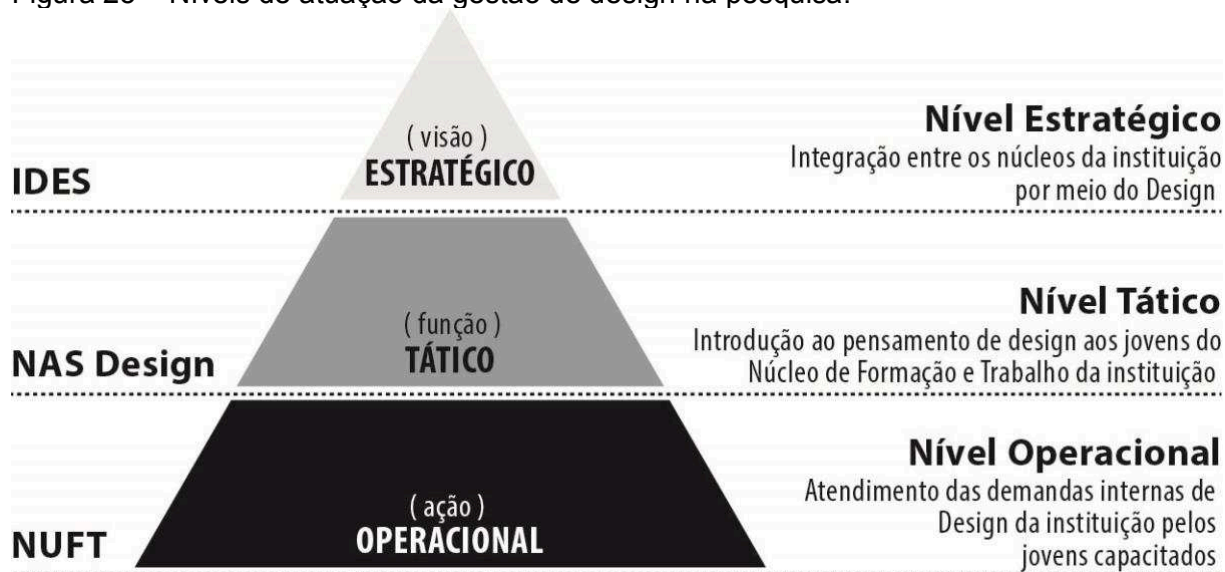 Figura – Níveis de atuação da gestão de design na pesquisa.
( visão )
ESTRATÉGICO
IDES
Nível Estratégico
Integração entre os núcleos da instituição
por meio do Design
( função )
TÁTICO
NAS Design
Nível Tático
Introdução ao pensamento de design aos jovens do
Núcleo de Formação e Trabalho da instituição
( ação )
OPERACIONAL
NUFT
Nível Operacional
Atendimento das demandas internas de
Design da instituição pelos
jovens capacitados